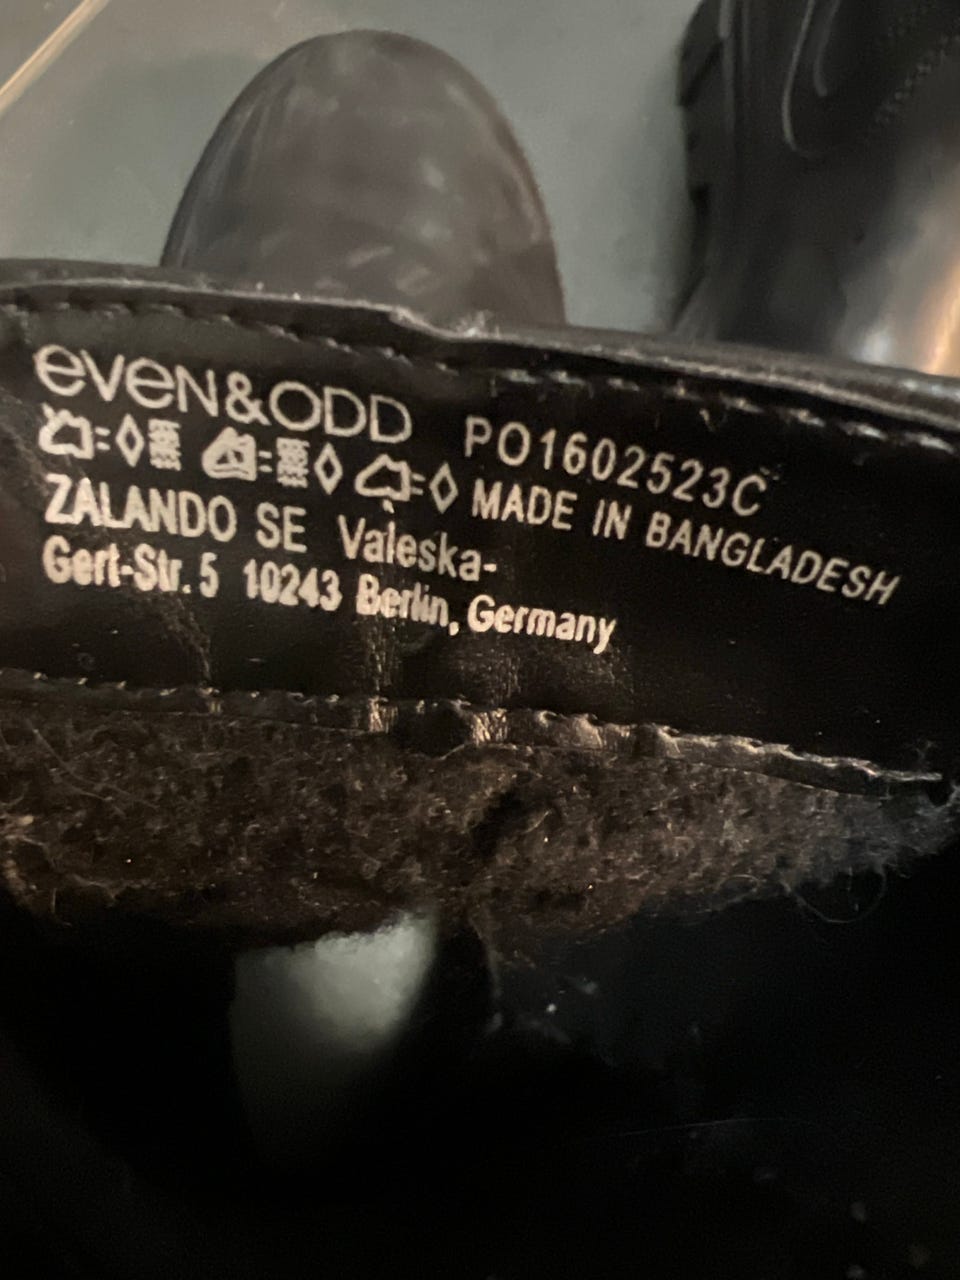 eveN&ODD PO1602523C
MADE IN BANGLADESH
ZALANDO SE Valeska-
Gert-Str. 5 10243 Berlin, Germany